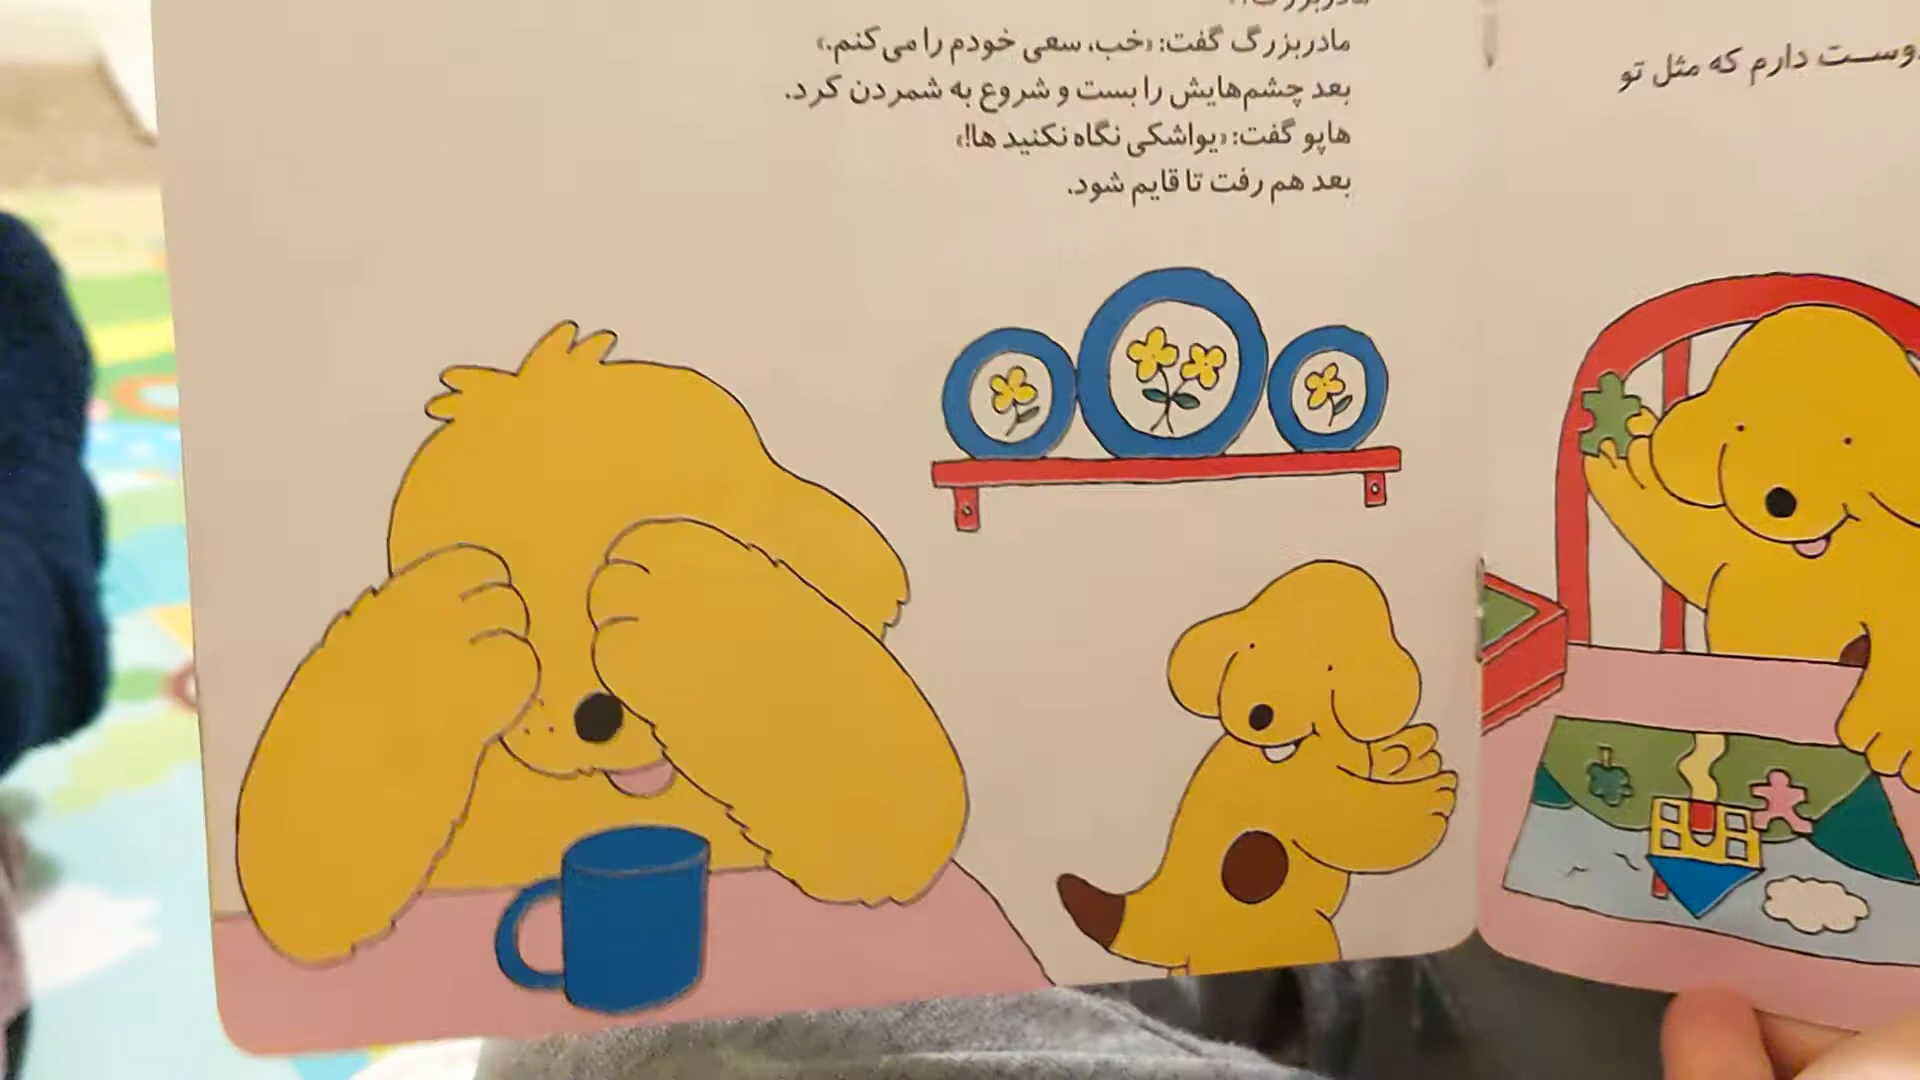 مادربزرگ گفت: «خب، سعی خودم را می‌کنم.»
بعد چشم‌هایش را بست و شروع به شمردن کرد.
هاپو گفت: «یواشکی نگاه نکنید ها!»
بعد هم رفت تا قایم شود.
دوست دارم که مثل تو